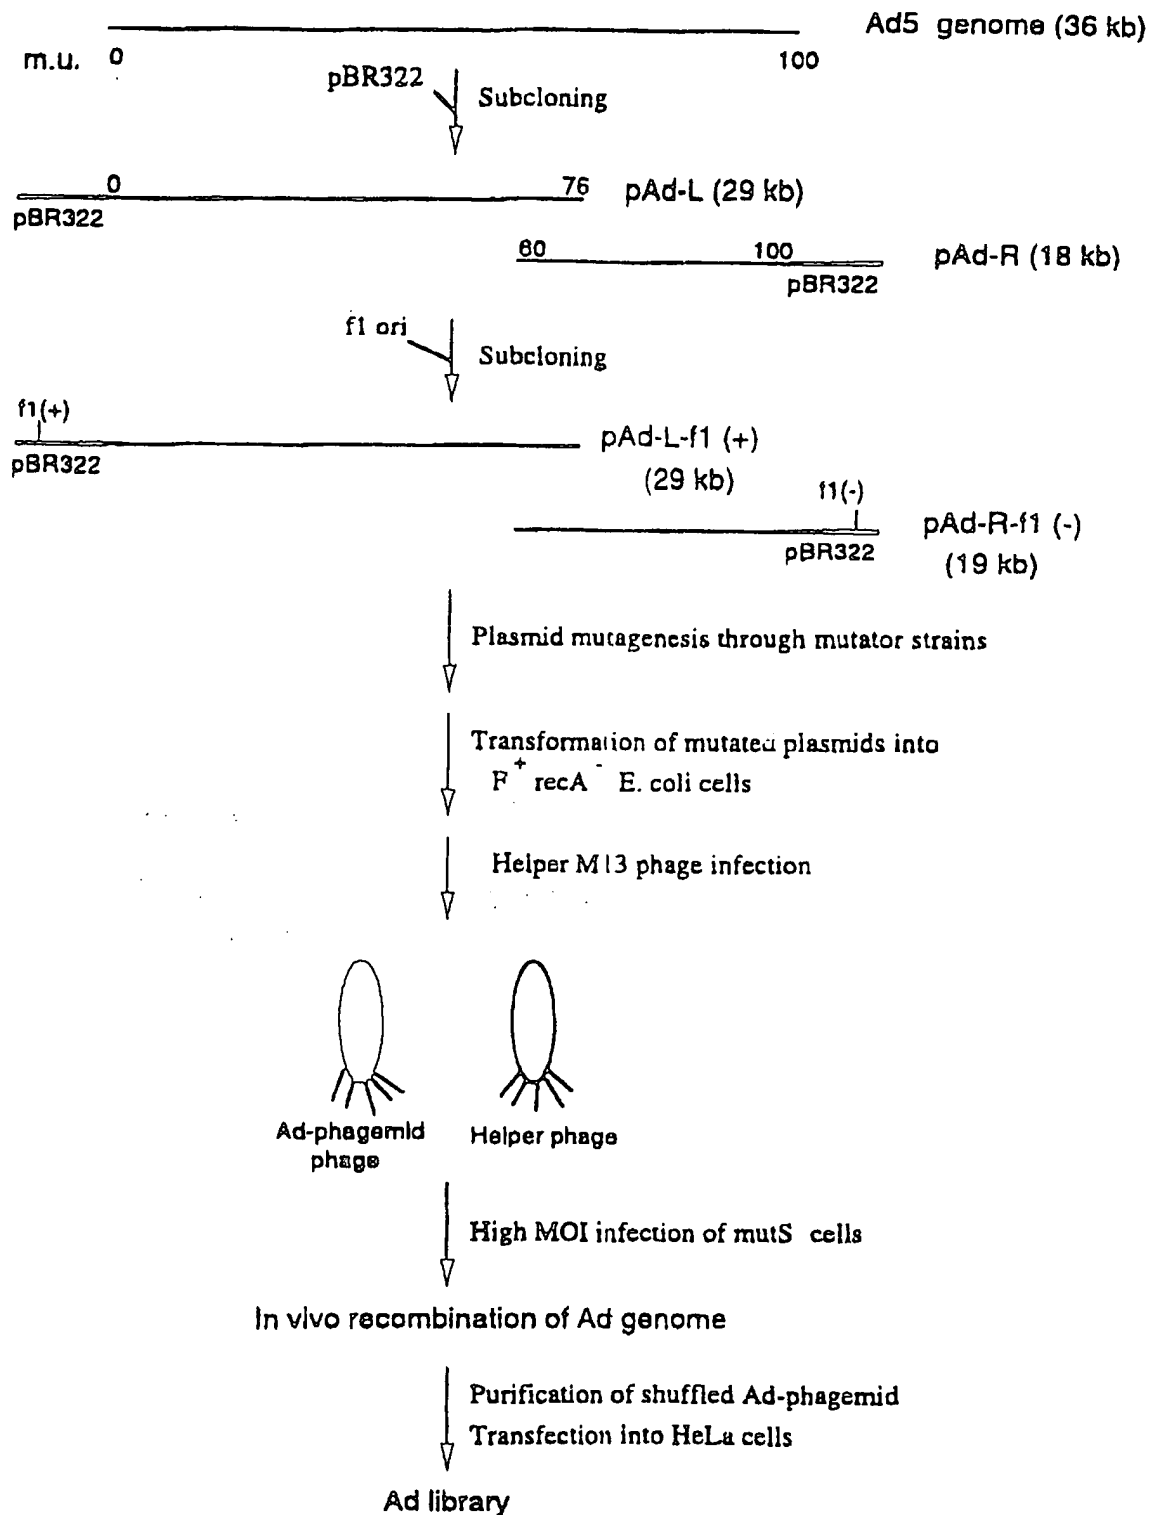 Ad5 genome (36 kb)
m.u. 0 100
pBR322
Subcloning
0 76 pAd-L (29 kb)
pBR322
60 100 pAd-R (18 kb)
pBR322
f1 ori
Subcloning
f1(+)
pAd-L-f1 (+)
pBR322
(29 kb)
f1(-)
pAd-R-f1 (-)
pBR322
(19 kb)
Plasmid mutagenesis through mutator strains
Transformation of mutated plasmids into
F + recA - E. coli cells
Helper M13 phage infection
Ad-phagemid
phage
Helper phage
High MOI infection of mutS cells
In vivo recombination of Ad genome
Purification of shuffled Ad-phagemid
Transfection into HeLa cells
Ad library